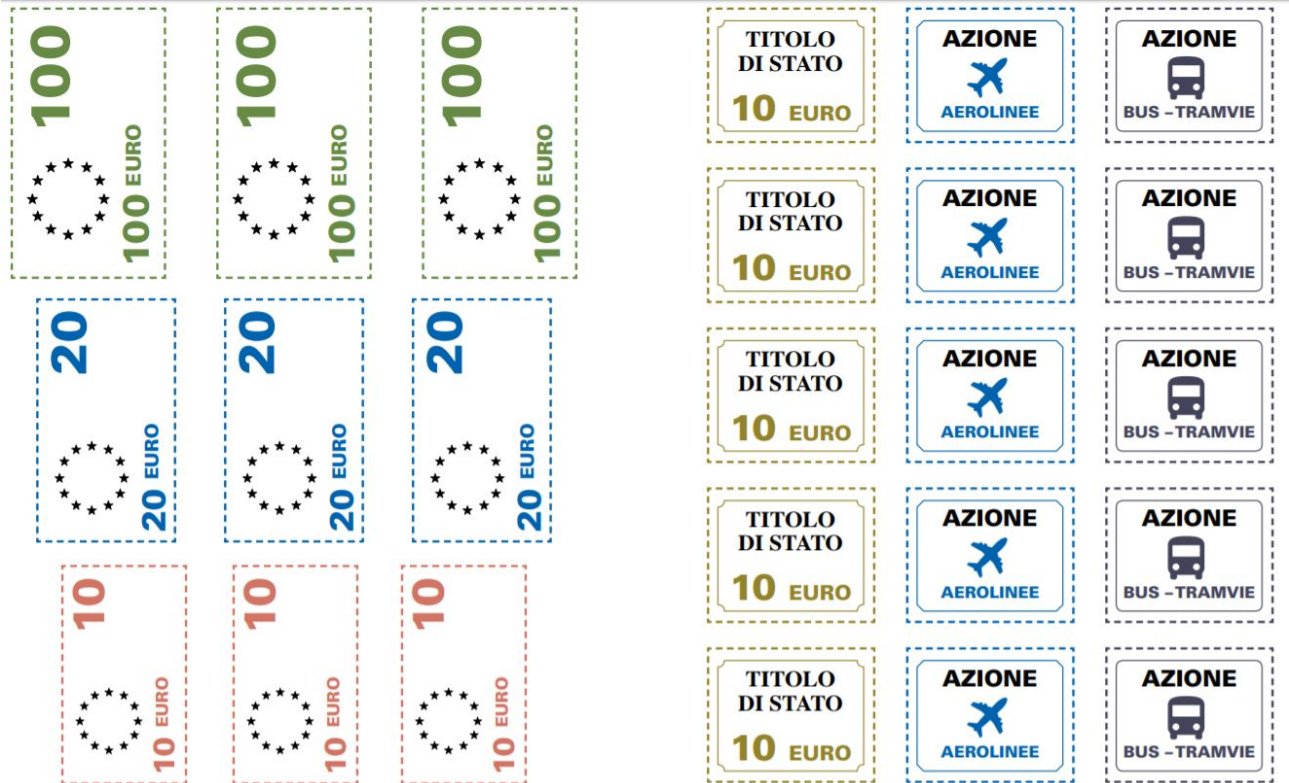 100
100 EURO
100
100 EURO
100
100 EURO
20
20 EURO
20
20 EURO
20
20 EURO
10
10 EURO
10
10 EURO
10
10 EURO
TITOLO
DI STATO
10 EURO
AZIONE
AEROLINEE
AZIONE
BUS – TRAMVIE
TITOLO
DI STATO
10 EURO
AZIONE
AEROLINEE
AZIONE
BUS – TRAMVIE
TITOLO
DI STATO
10 EURO
AZIONE
AEROLINEE
AZIONE
BUS – TRAMVIE
TITOLO
DI STATO
10 EURO
AZIONE
AEROLINEE
AZIONE
BUS – TRAMVIE
TITOLO
DI STATO
10 EURO
AZIONE
AEROLINEE
AZIONE
BUS – TRAMVIE